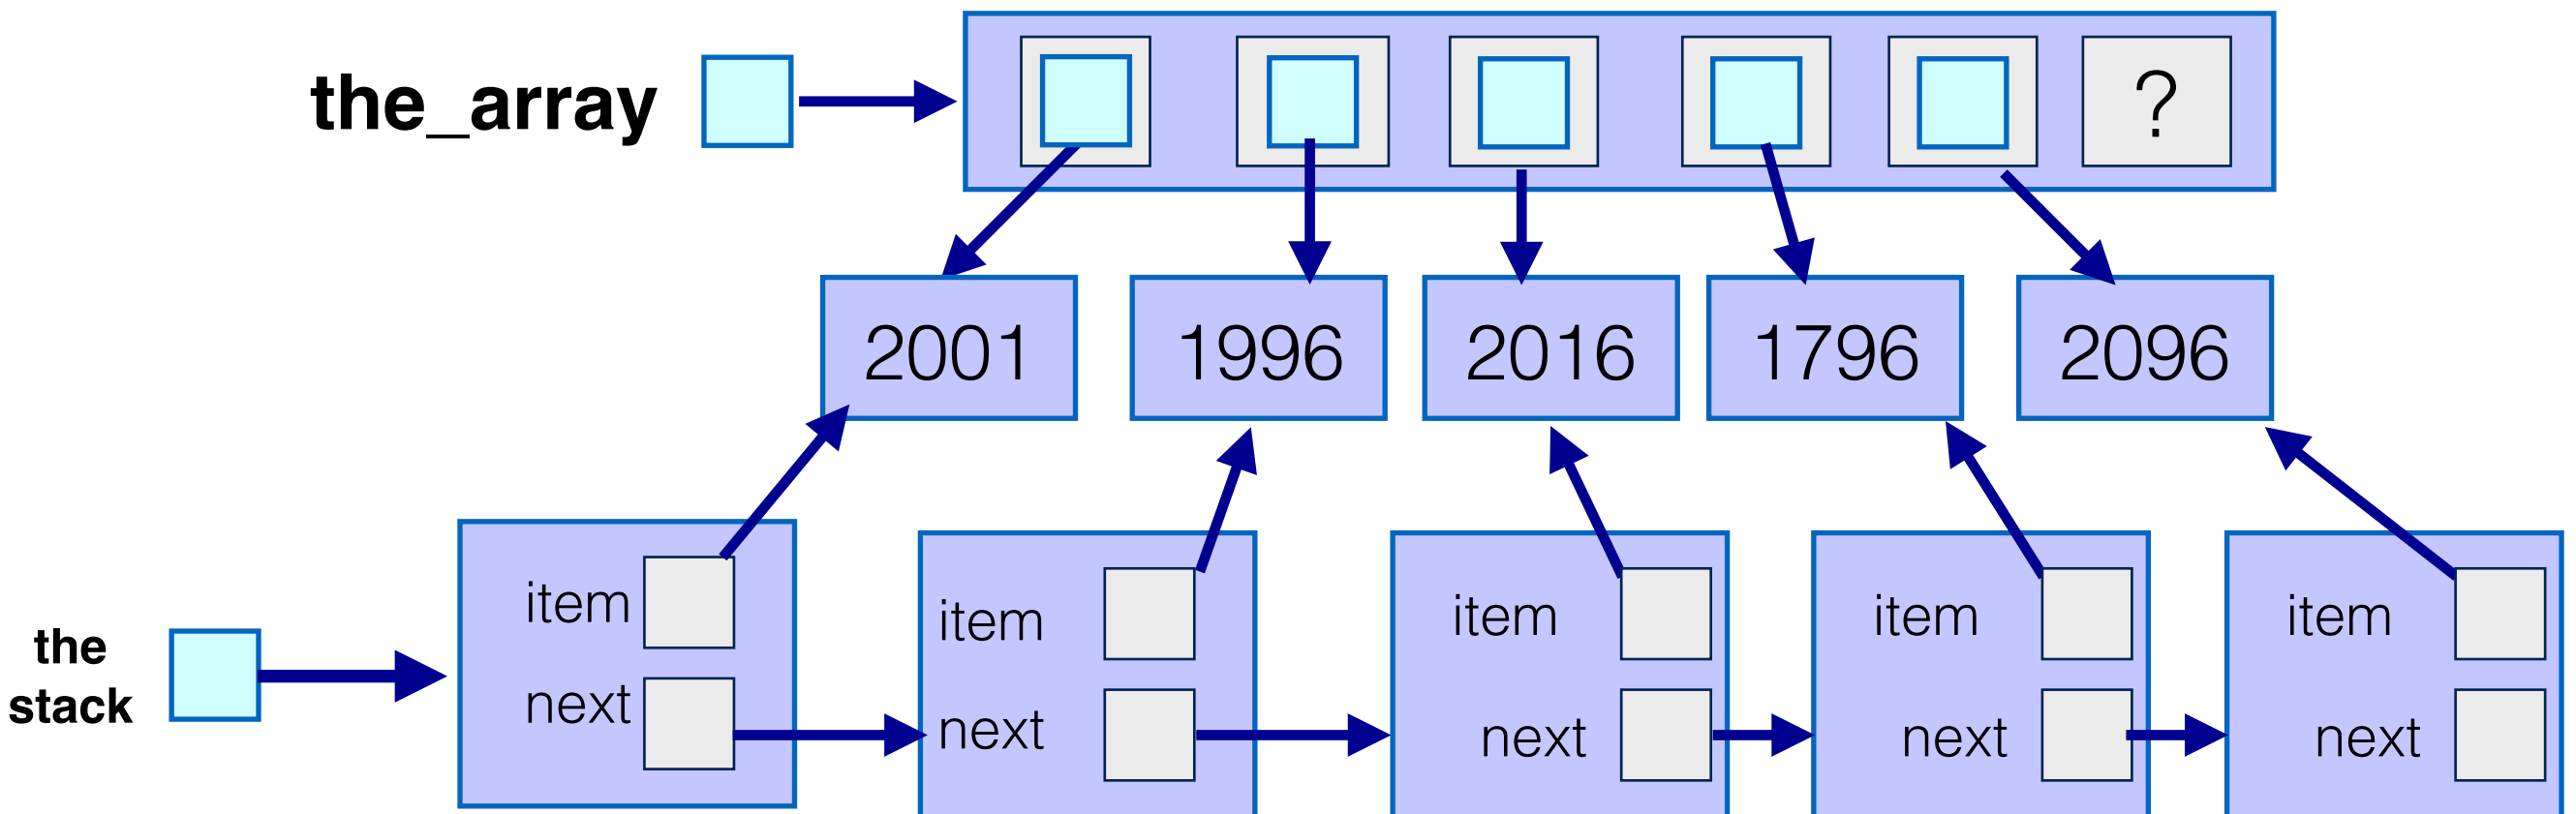 the_array
?
2001 1996 2016 1796 2096
the
stack
item item item item item
next next next next next